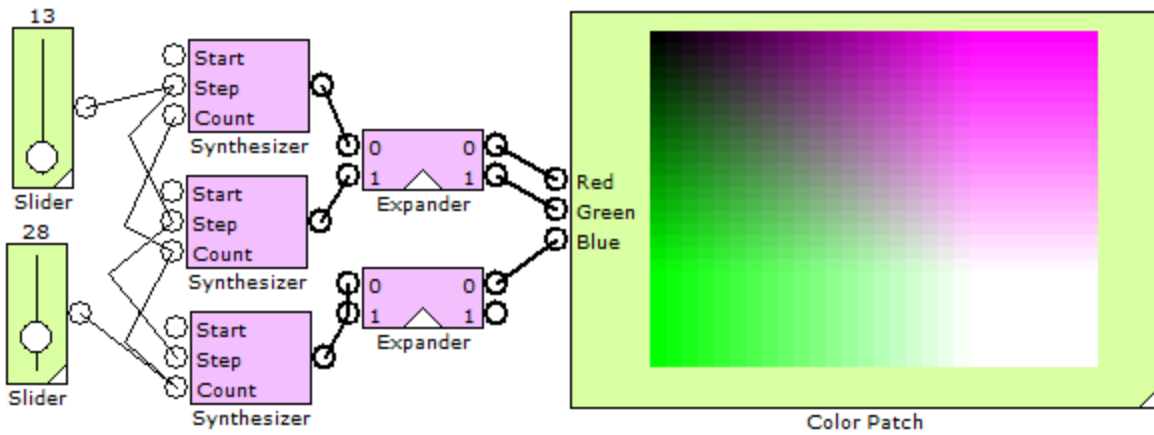 13
Slider
28
Slider
Start
Step
Count
Synthesizer
Start
Step
Count
Synthesizer
Start
Step
Count
Synthesizer
0 0
1 1
Expander
0 0
1 1
Expander
Red
Green
Blue
Color Patch